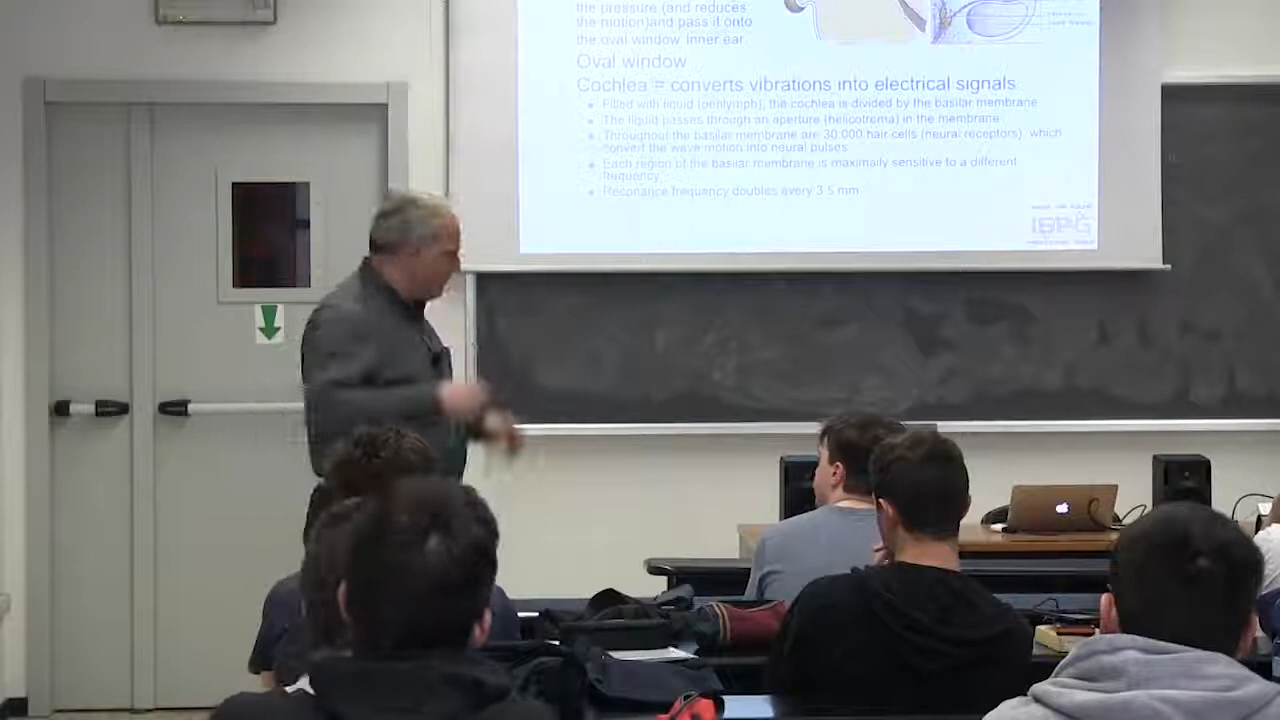 the pressure (and reduces
the motion)and pass it onto
the oval window. Inner ear.
Oval window
Cochlea = converts vibrations into electrical signals
Filled with liquid (perilymph), the cochlea is divided by the basilar membrane
The liquid passes through an aperture (helicotrema) in the membrane
Throughout the basilar membrane are 30.000 hair cells (neural receptors), which
convert the wave motion into neural pulses
Each region of the basilar membrane is maximally sensitive to a different
frequency
Resonance frequency doubles every 3.5 mm
ISPG